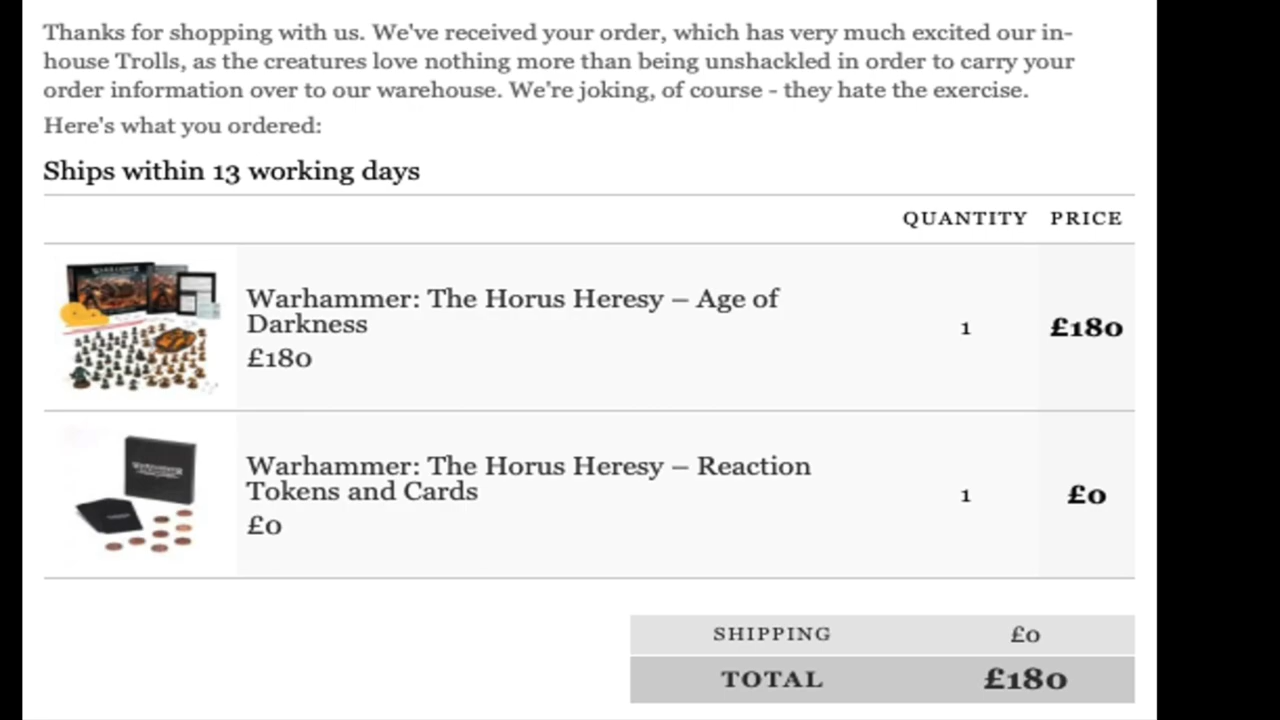 Thanks for shopping with us. We've received your order, which has very much excited our in-
house Trolls, as the creatures love nothing more than being unshackled in order to carry your
order information over to our warehouse. We're joking, of course - they hate the exercise.
Here's what you ordered:
Ships within 13 working days
QUANTITY PRICE
Warhammer: The Horus Heresy – Age of
Darkness
£180
1
£180
Warhammer: The Horus Heresy – Reaction
Tokens and Cards
£0
1
£0
SHIPPING £0
TOTAL £180